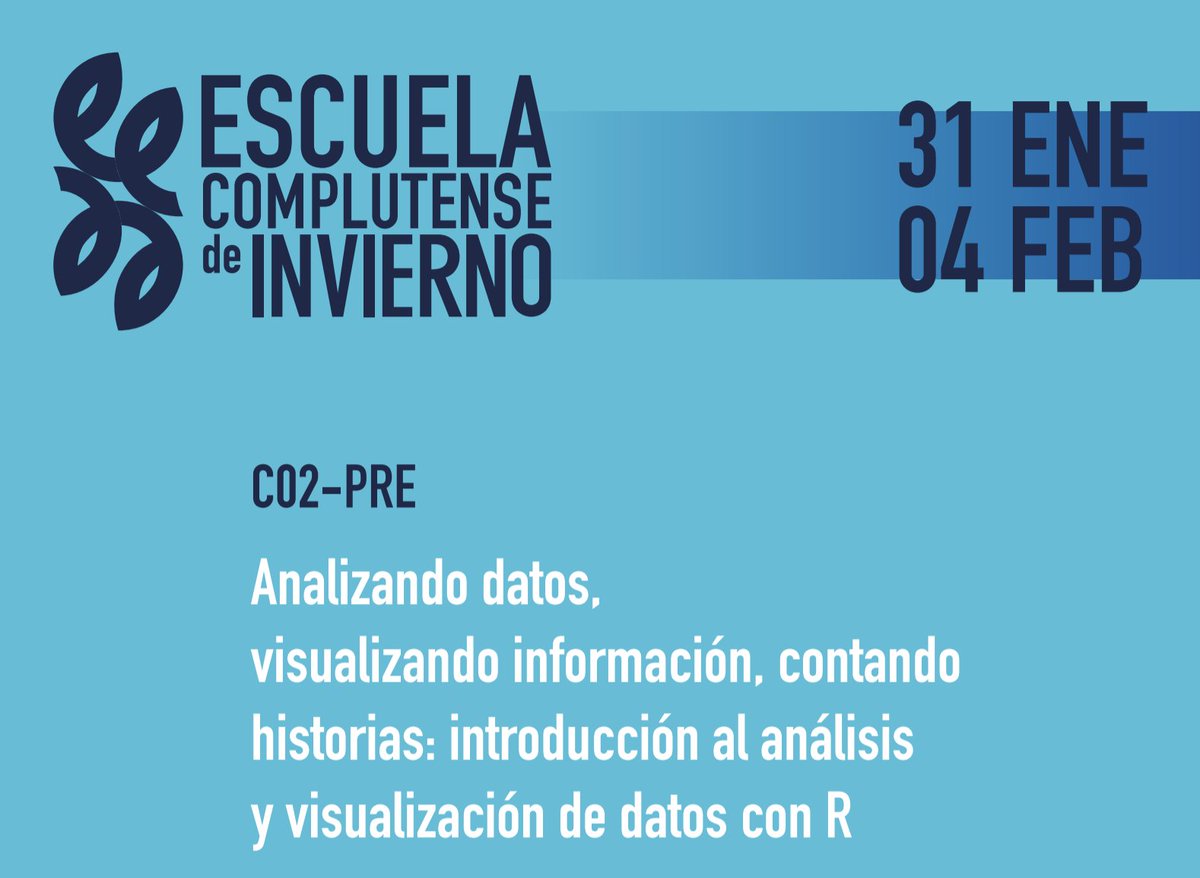 ESCUELA
COMPLUTENSE
de INVIERNO
31 ENE
04 FEB
C02-PRE
Analizando datos,
visualizando información, contando
historias: introducción al análisis
y visualización de datos con R